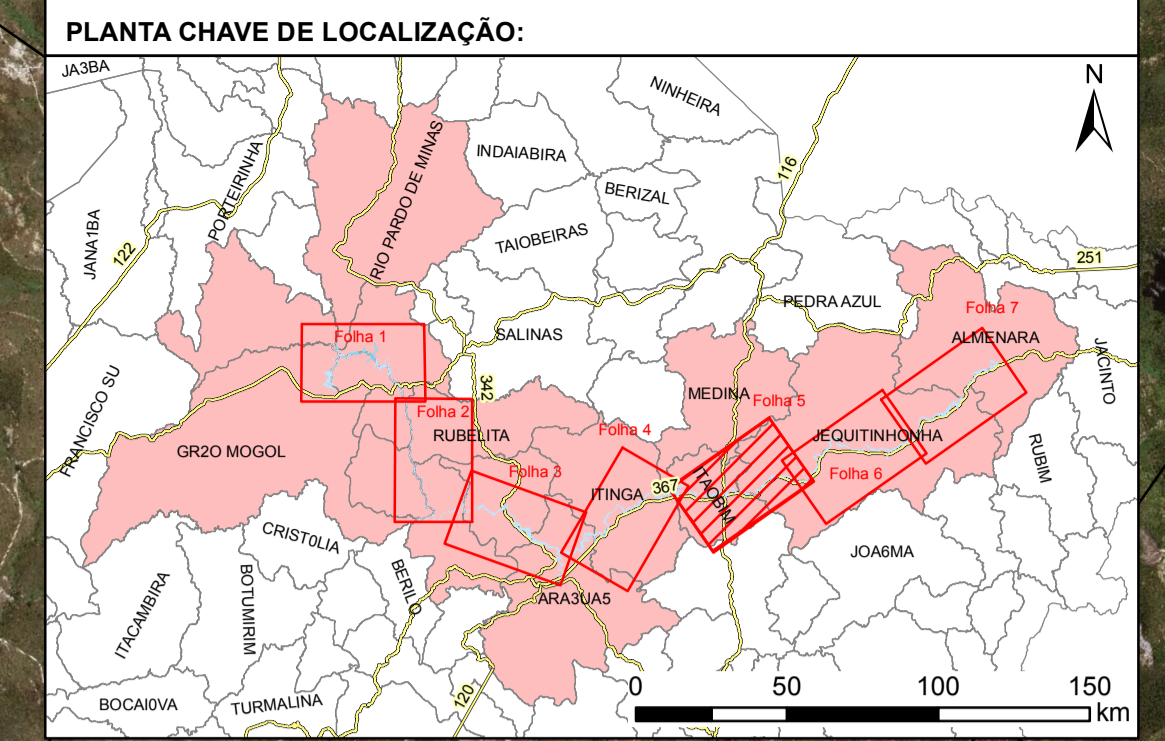 PLANTA CHAVE DE LOCALIZAÇÃO:
JA3BA
NINHEIRA
N
PORTEIRINHA
RIO PARDO DE MINAS
INDAIABIRA
116
BERIZAL
JANA1BA
122
TAIOBEIRAS
251
PEDRA AZUL
Folha 7
Folha 1
SALINAS
ALMENARA
JACINTO
FRANCISCO SU
342
MEDINA
Folha 5
Folha 2
RUBELITA
Folha 4
JEQUITINHONHA
GR2O MOGOL
RUBIM
Folha 3
Folha 6
367
ITINGA
ITAOBIM
CRIST0LIA
JOA6MA
BERILO
ARA3UA5
ITACAMBIRA
BOTUMIRIM
120
BOCAI0VA
TURMALINA
0 50 100 150
km